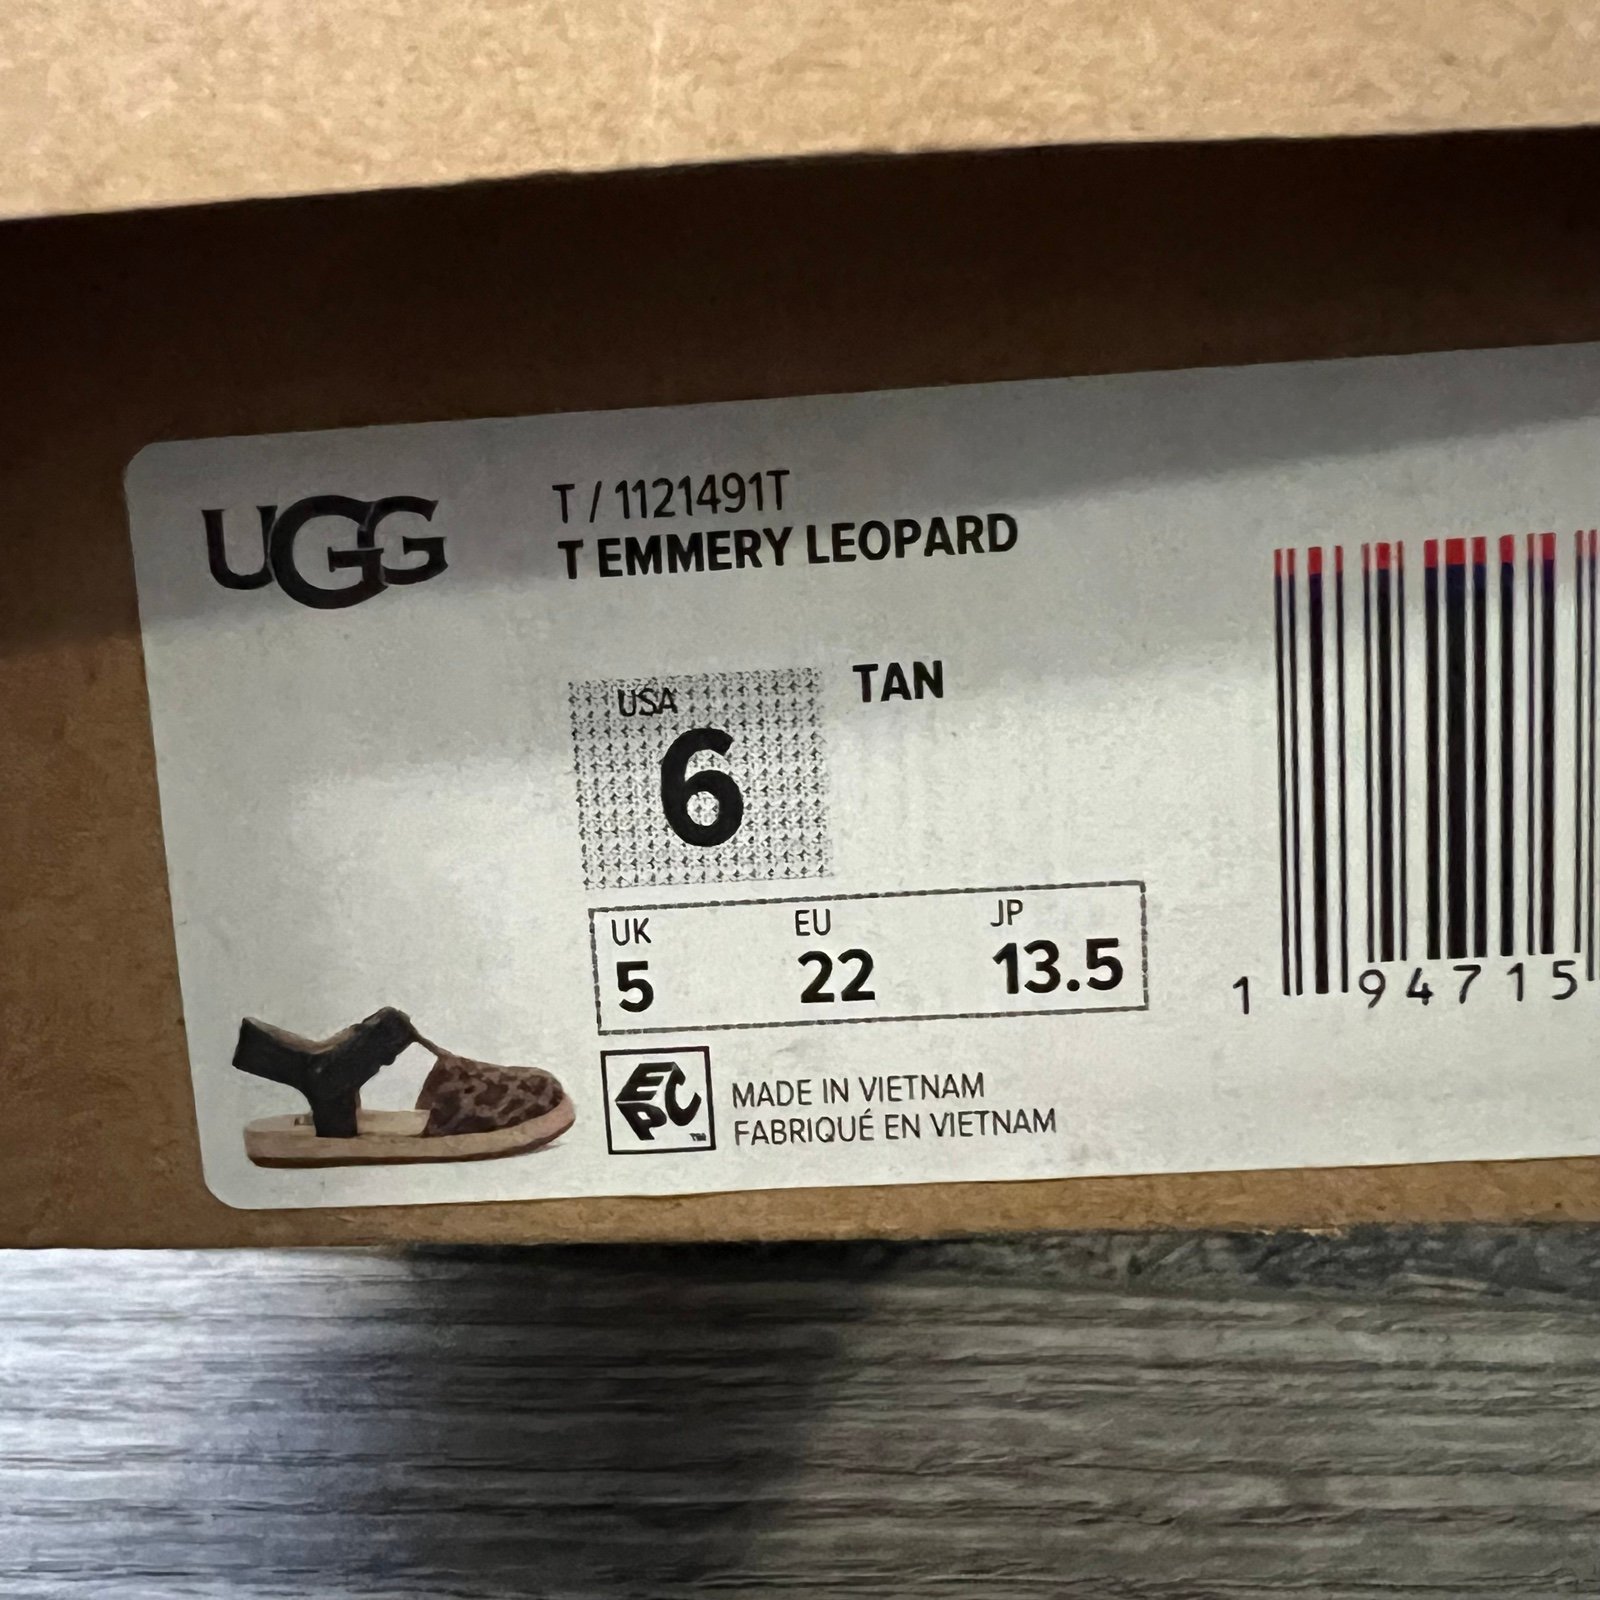 UGG
T / 1121491T
T EMMERY LEOPARD
USA
6
TAN
UK EU JP
5 22 13.5
1 94715
EPC™
MADE IN VIETNAM
FABRIQUÉ EN VIETNAM